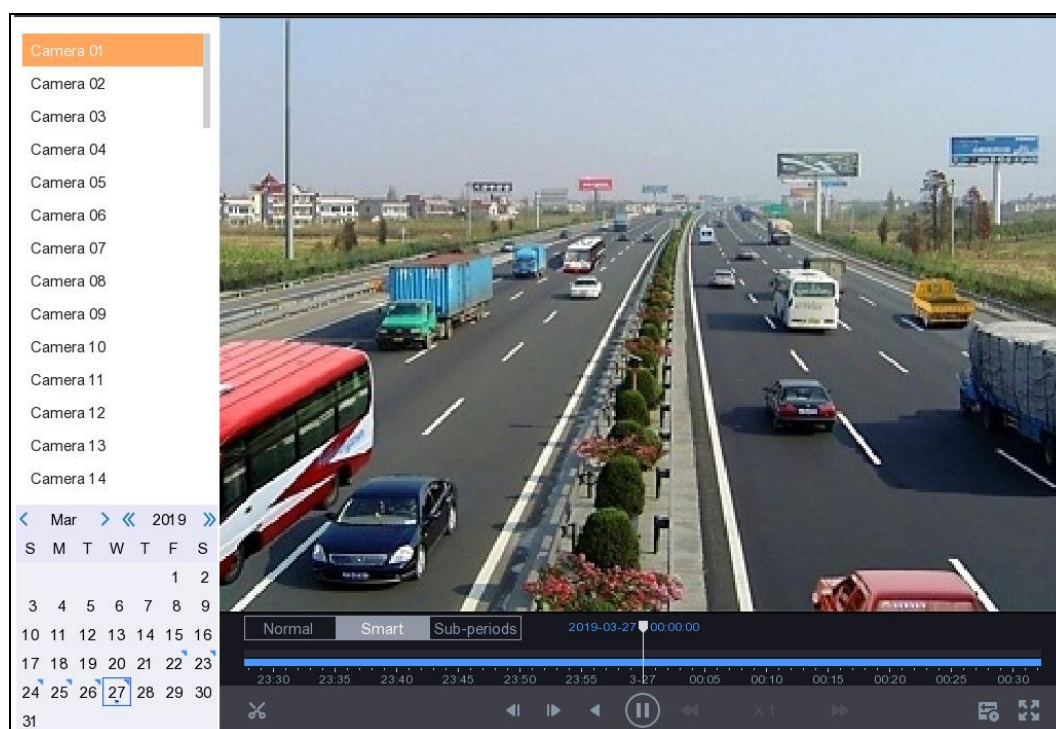 Camera 01
Camera 02
Camera 03
Camera 04
Camera 05
Camera 06
Camera 07
Camera 08
Camera 09
Camera 10
Camera 11
Camera 12
Camera 13
Camera 14
Mar 2019
S M T W T F S
1 2
3 4 5 6 7 8 9
10 11 12 13 14 15 16
17 18 19 20 21 22 23
24 25 26 27 28 29 30
31
Normal Smart Sub-periods 2019-03-27 00:00:00
23:30 23:35 23:40 23:45 23:50 23:55 3-27 00:05 00:10 00:15 00:20 00:25 00:30
X 1